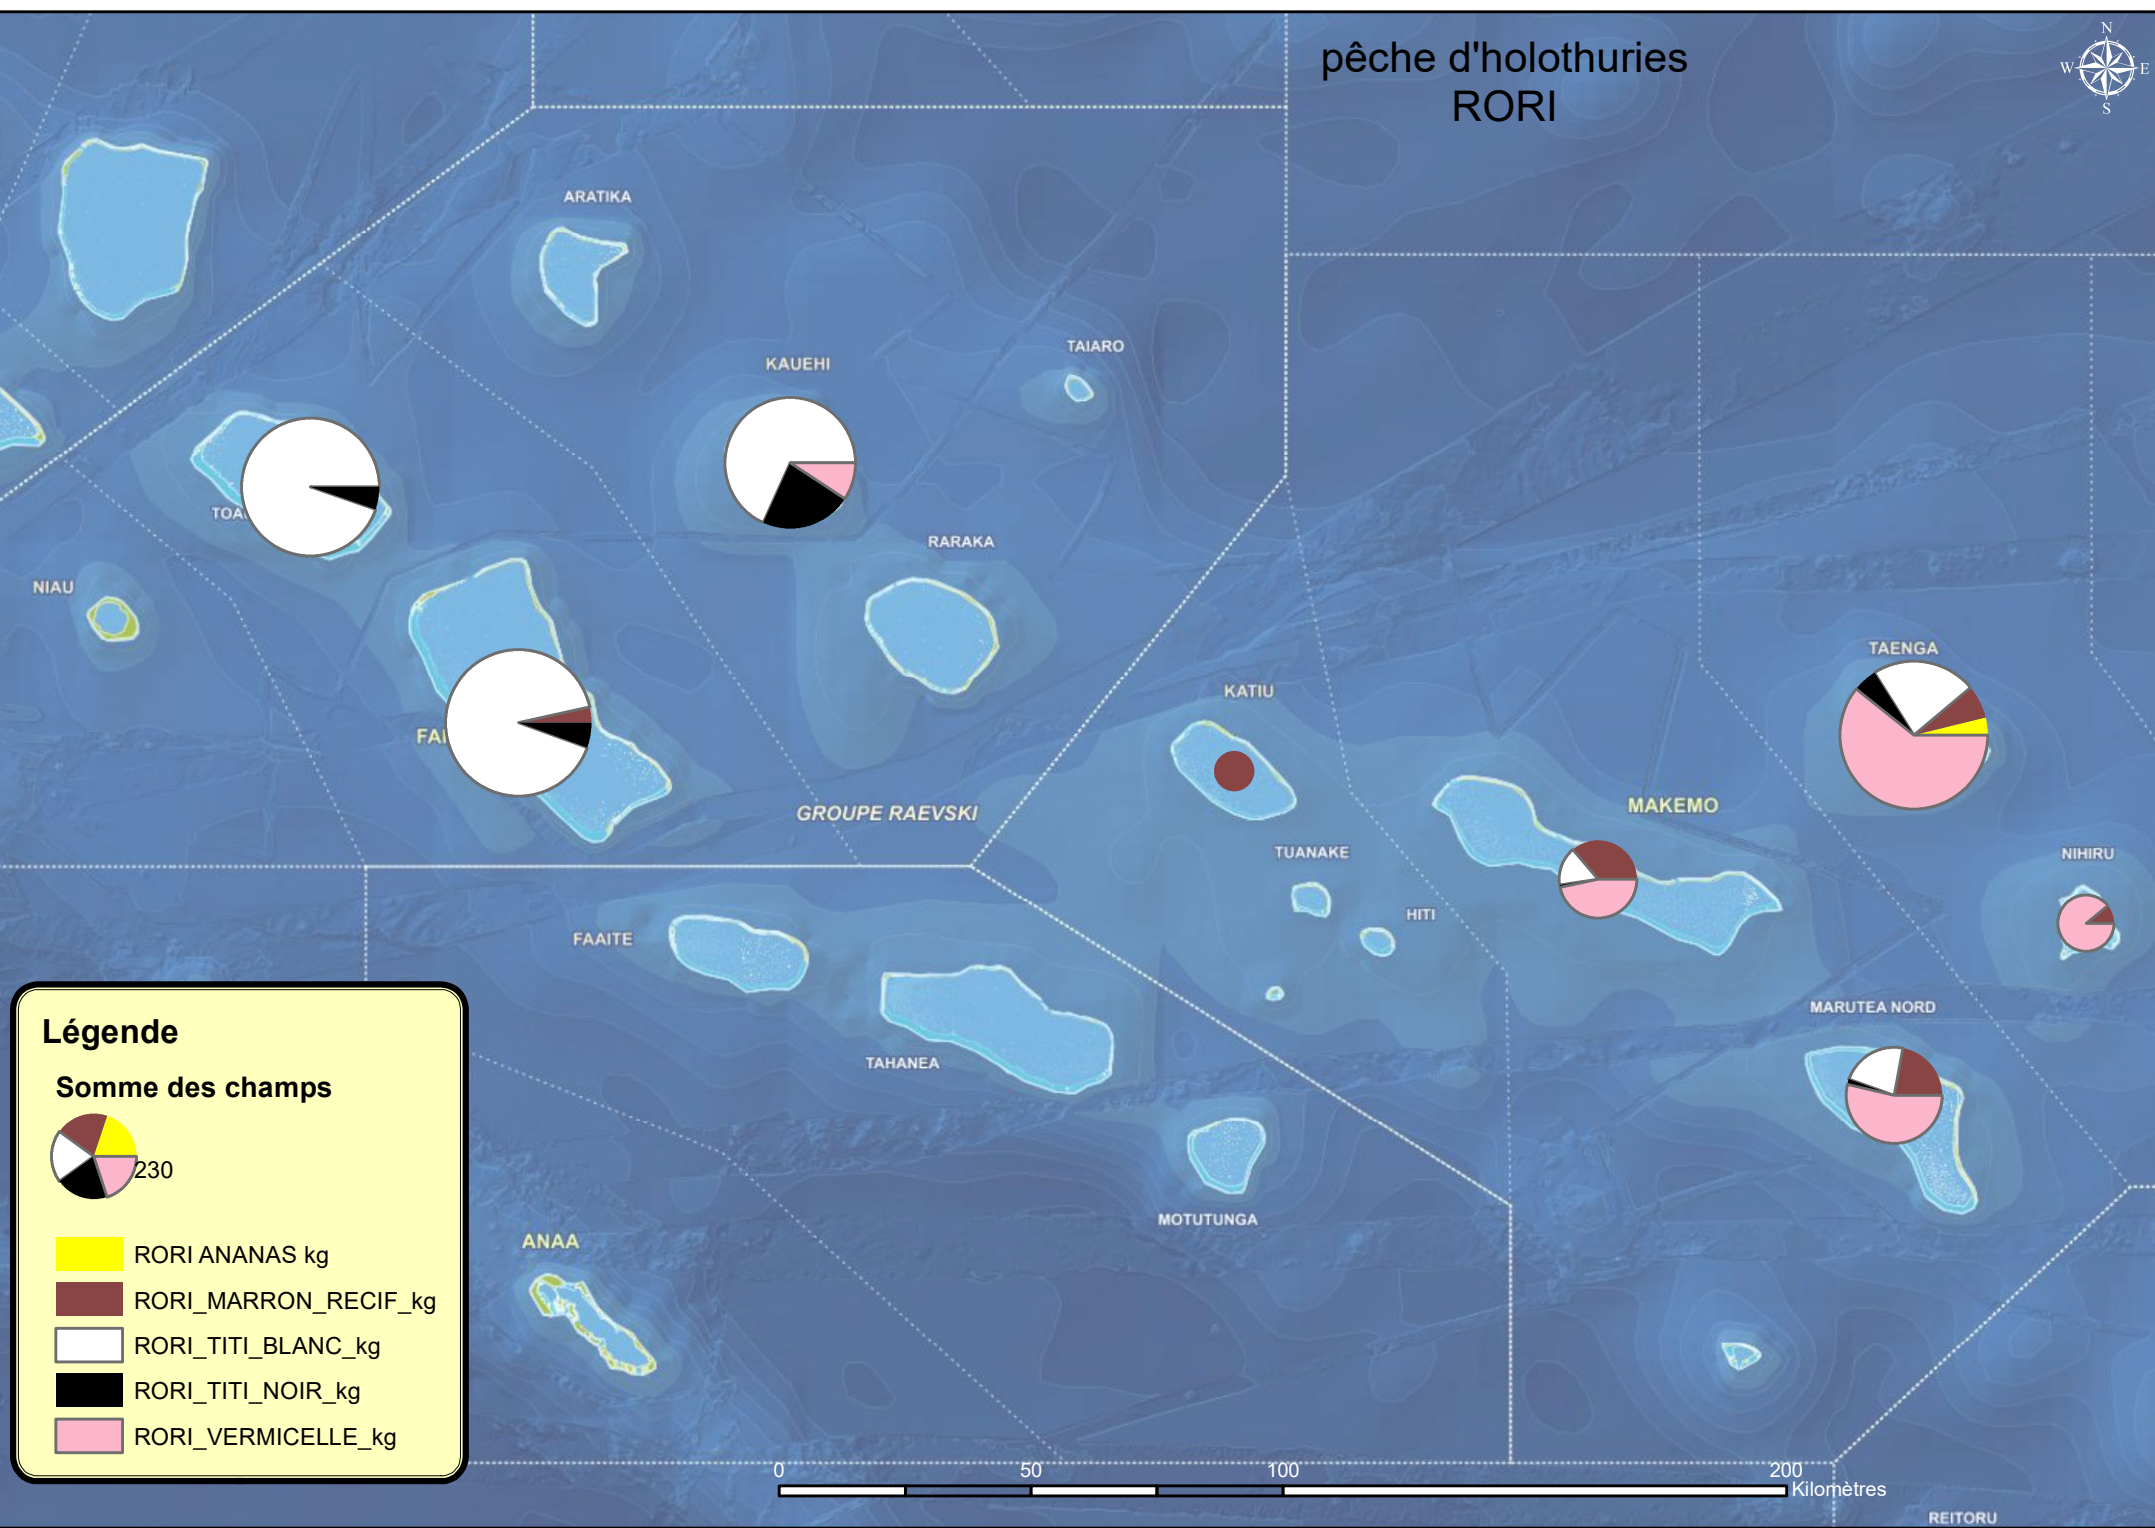 pêche d'holothuries
RORI
N
W E
S
ARATIKA
TAIARO
KAUEHI
RARAKA
NIAU
TAENGA
KATIU
GROUPE RAEVSKI
MAKEMO
TUANAKE
NIHIRU
HITI
FAAITE
MARUTEA NORD
TAHANEA
MOTUTUNGA
ANAA
Légende
Somme des champs
230
RORI ANANAS kg
RORI_MARRON_RECIF_kg
RORI_TITI_BLANC_kg
RORI_TITI_NOIR_kg
RORI_VERMICELLE_kg
0 50 100 200
Kilomètres
REITORU